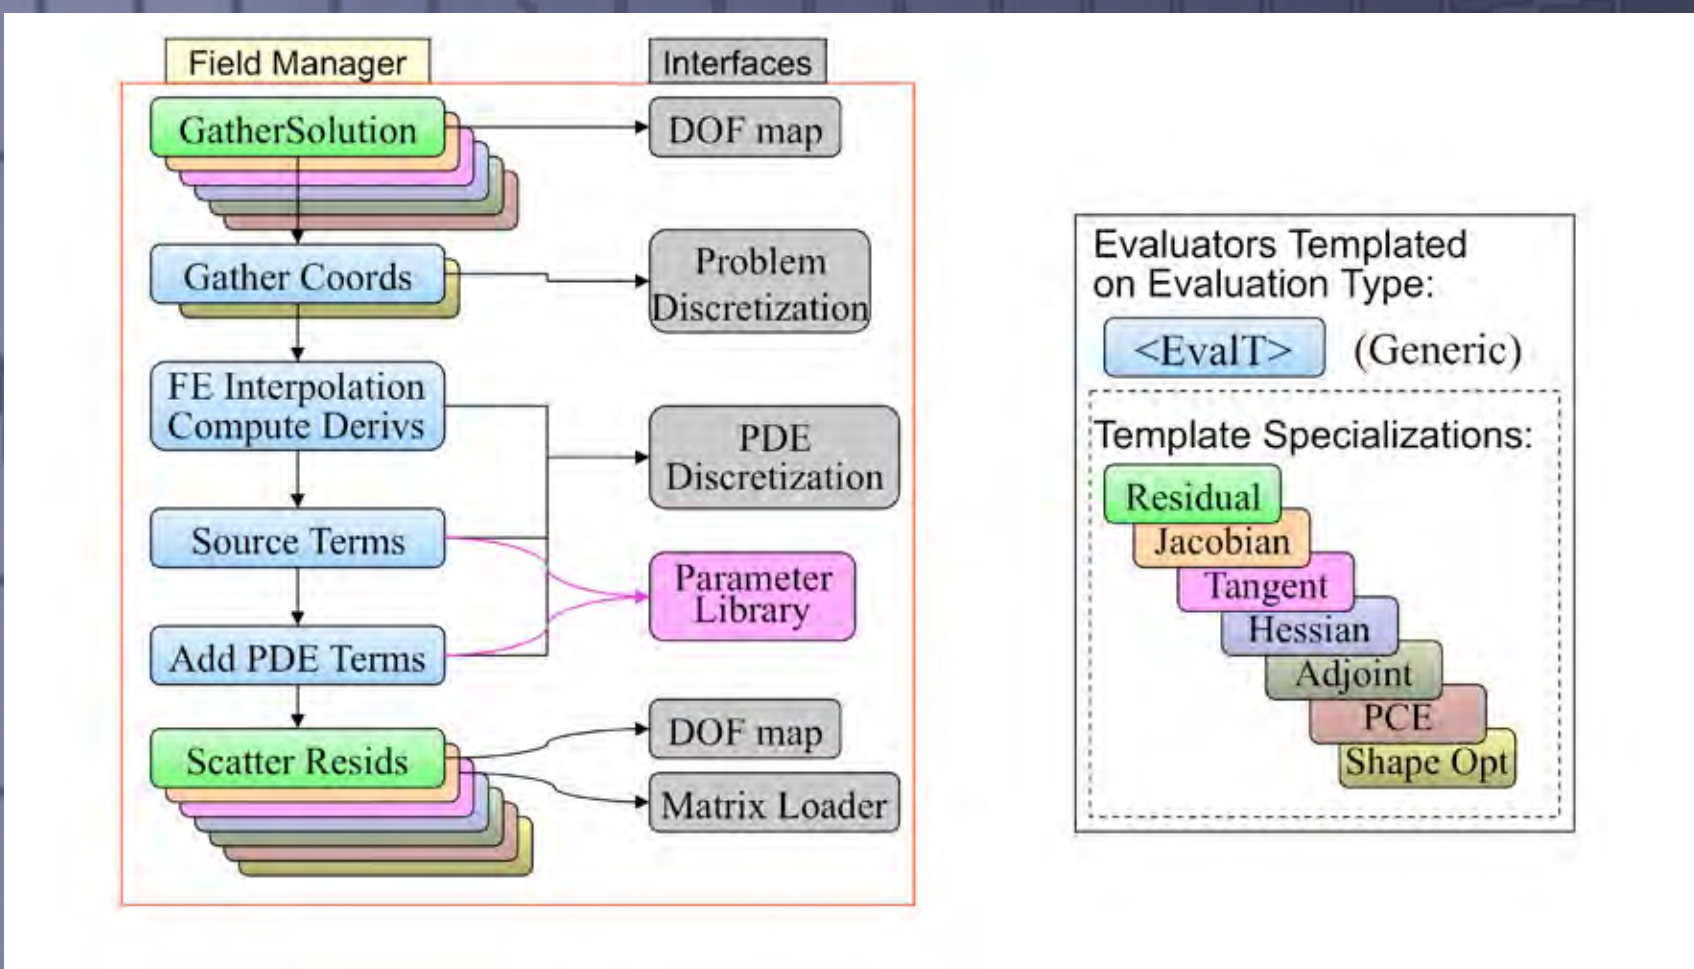 Field Manager
Interfaces
GatherSolution
DOF map
Gather Coords
Problem
Discretization
FE Interpolation
Compute Derivs
PDE
Discretization
Source Terms
Parameter
Library
Add PDE Terms
DOF map
Scatter Resids
Matrix Loader
Evaluators Templated
on Evaluation Type:
<EvalT> (Generic)
Template Specializations:
Residual
Jacobian
Tangent
Hessian
Adjoint
PCE
Shape Opt